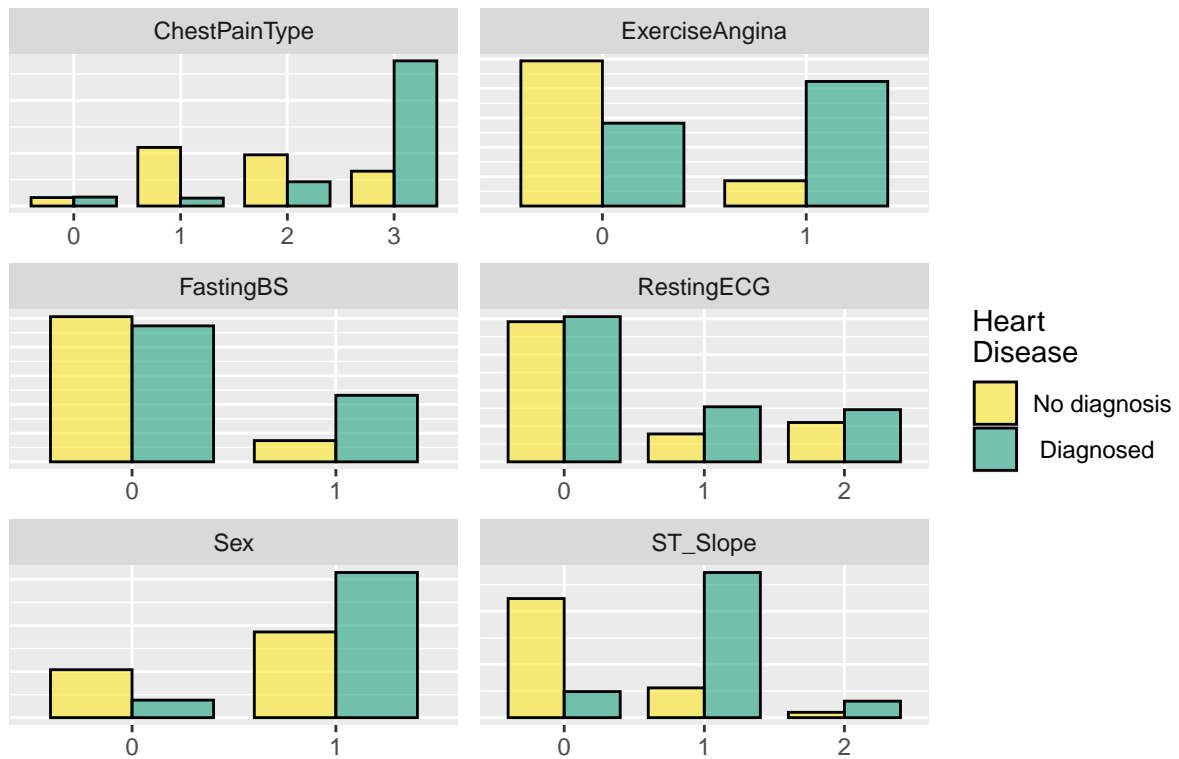 ChestPainType
0 1 2 3
ExerciseAngina
0 1
FastingBS
0 1
RestingECG
0 1 2
Sex
0 1
ST_Slope
0 1 2
Heart
Disease
No diagnosis
Diagnosed